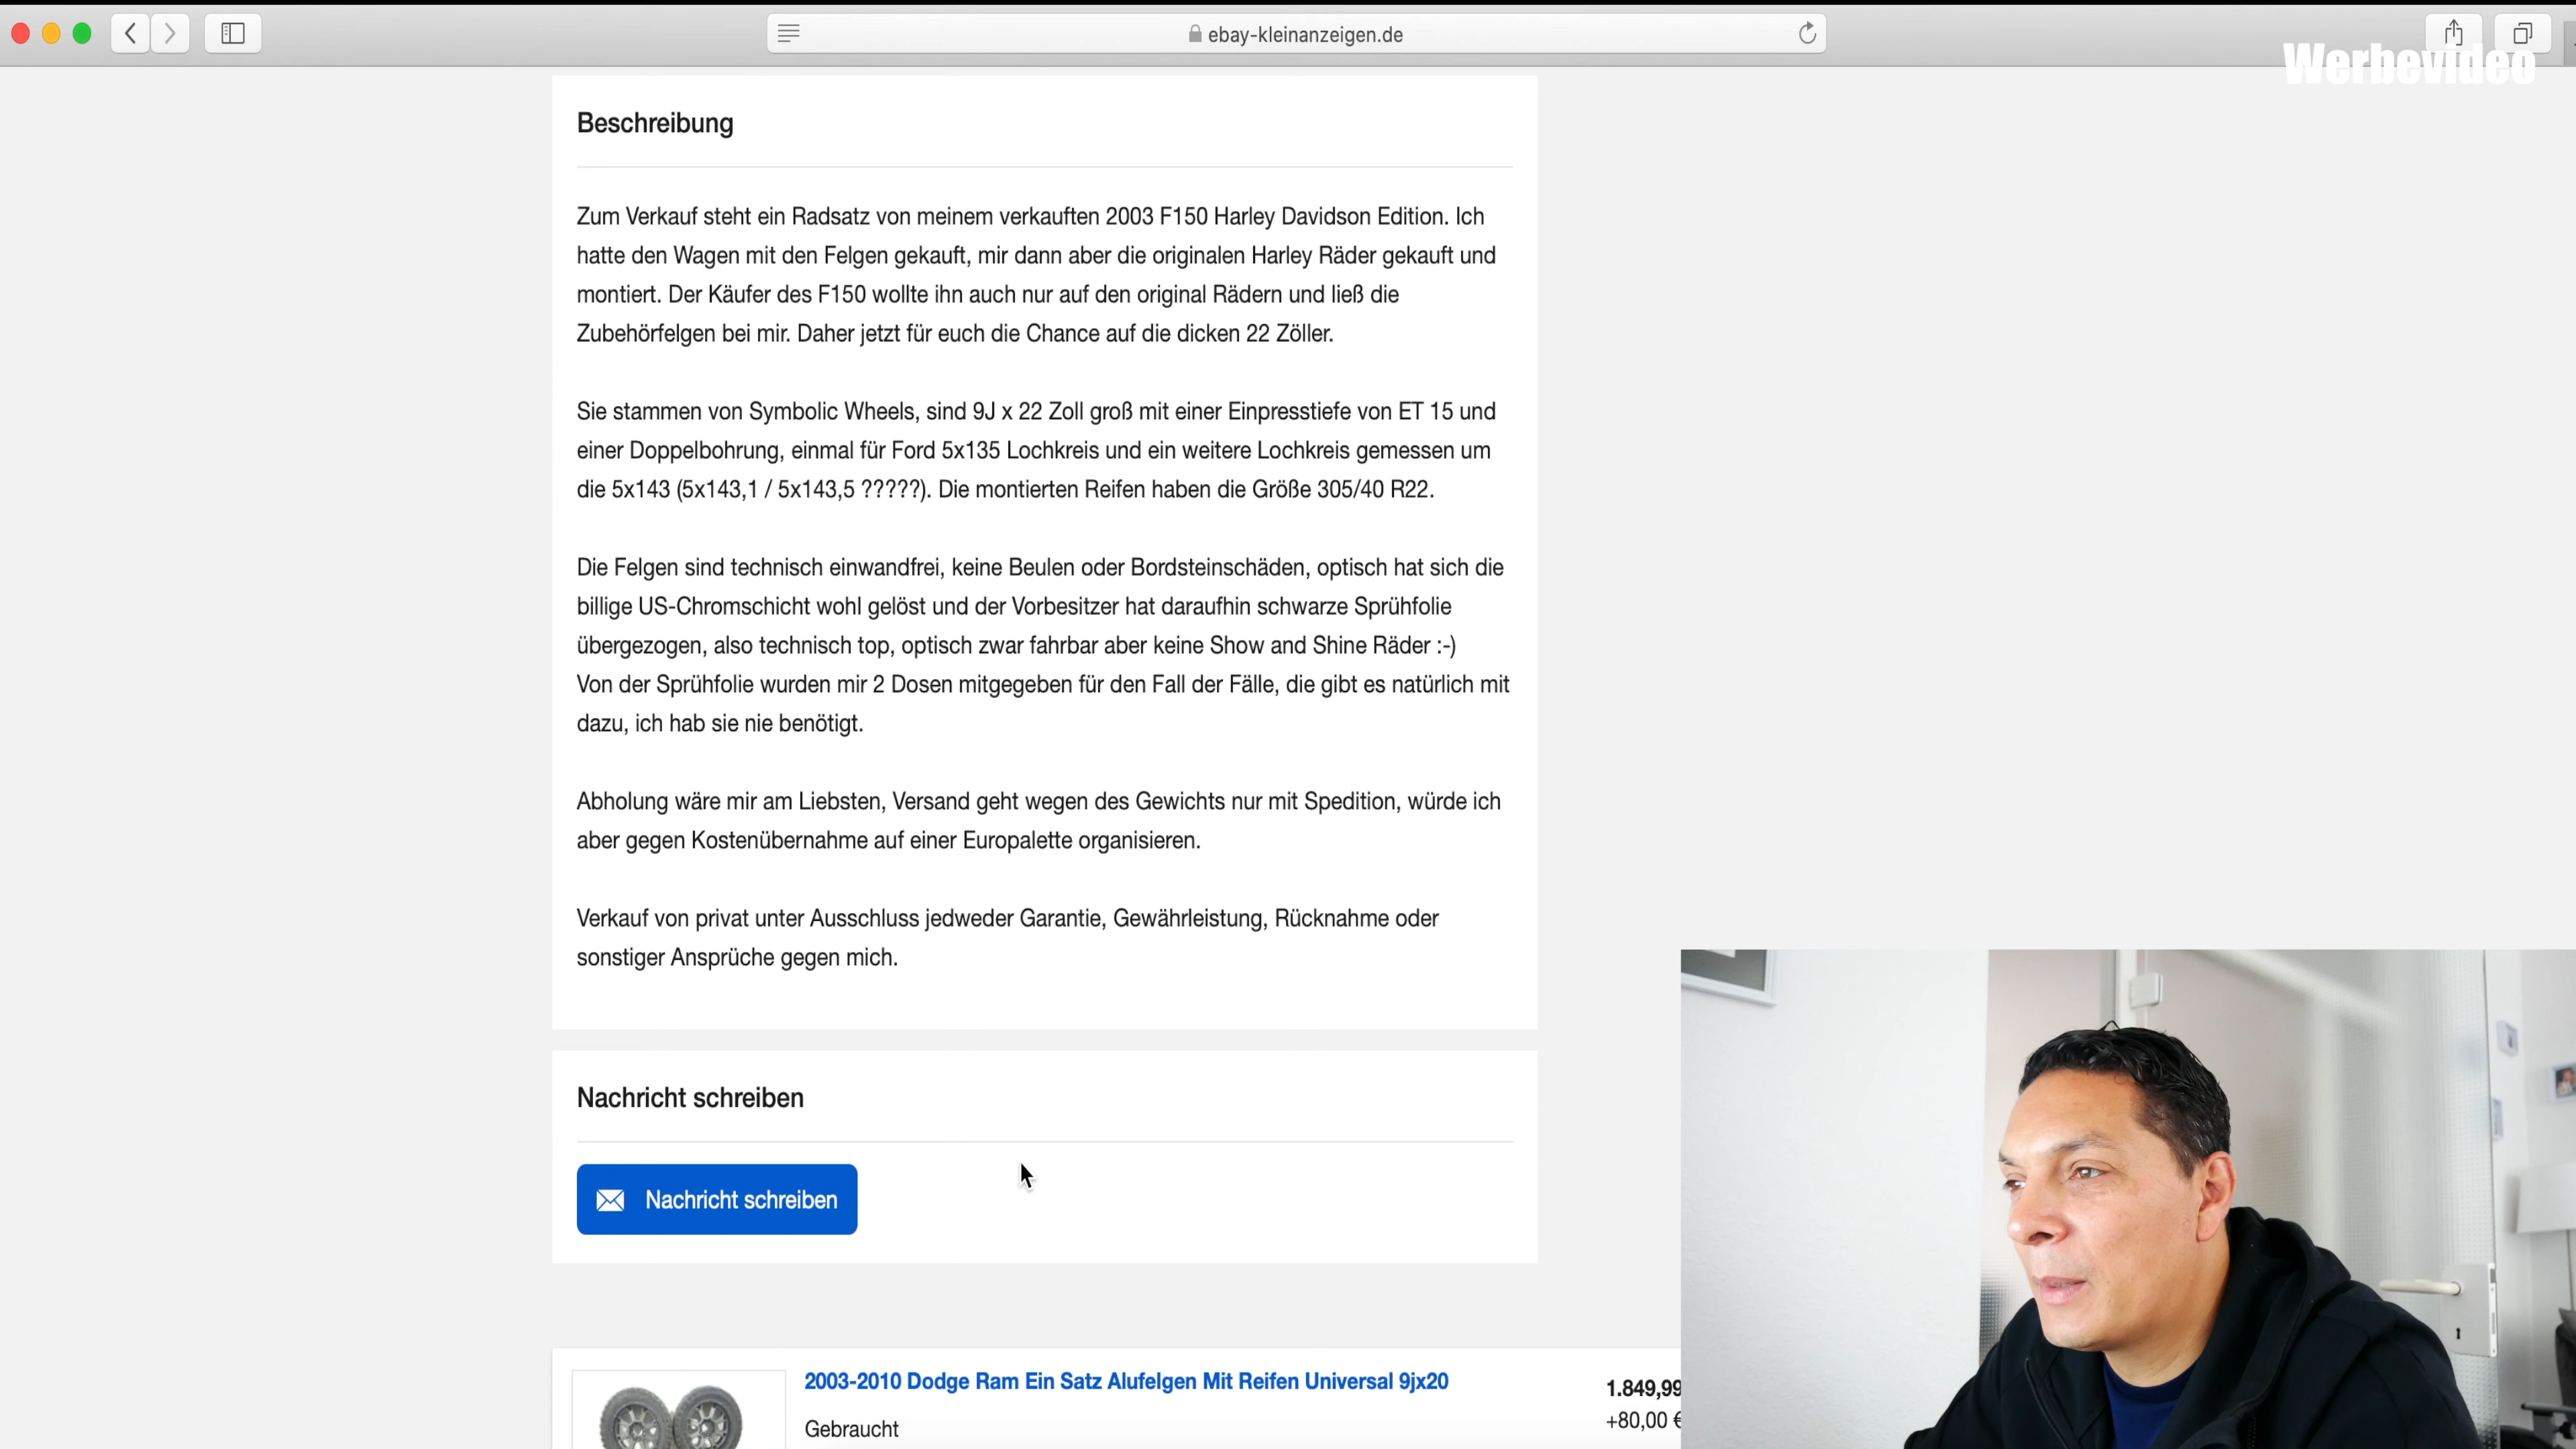 ebay-kleinanzeigen.de
Werbevideo
Beschreibung
Zum Verkauf steht ein Radsatz von meinem verkauften 2003 F150 Harley Davidson Edition. Ich
hatte den Wagen mit den Felgen gekauft, mir dann aber die originalen Harley Räder gekauft und
montiert. Der Käufer des F150 wollte ihn auch nur auf den original Rädern und ließ die
Zubehörfelgen bei mir. Daher jetzt für euch die Chance auf die dicken 22 Zöller.
Sie stammen von Symbolic Wheels, sind 9J x 22 Zoll groß mit einer Einpresstiefe von ET 15 und
einer Doppelbohrung, einmal für Ford 5x135 Lochkreis und ein weitere Lochkreis gemessen um
die 5x143 (5x143,1 / 5x143,5 ?????). Die montierten Reifen haben die Größe 305/40 R22.
Die Felgen sind technisch einwandfrei, keine Beulen oder Bordsteinschäden, optisch hat sich die
billige US-Chromschicht wohl gelöst und der Vorbesitzer hat daraufhin schwarze Sprühfolie
übergezogen, also technisch top, optisch zwar fahrbar aber keine Show and Shine Räder :-)
Von der Sprühfolie wurden mir 2 Dosen mitgegeben für den Fall der Fälle, die gibt es natürlich mit
dazu, ich hab sie nie benötigt.
Abholung wäre mir am Liebsten, Versand geht wegen des Gewichts nur mit Spedition, würde ich
aber gegen Kostenübernahme auf einer Europalette organisieren.
Verkauf von privat unter Ausschluss jedweder Garantie, Gewährleistung, Rücknahme oder
sonstiger Ansprüche gegen mich.
Nachricht schreiben
Nachricht schreiben
2003-2010 Dodge Ram Ein Satz Alufelgen Mit Reifen Universal 9jx20
1.849,99
+80,00 €
Gebraucht